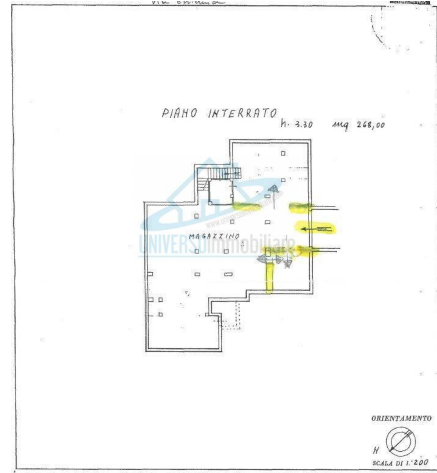 PIANO INTERRATO
h. 3.30 mq 268,00
MAGAZZINO
UNIVERSOimmobiliare
ORIENTAMENTO
N
SCALA DI 1:200